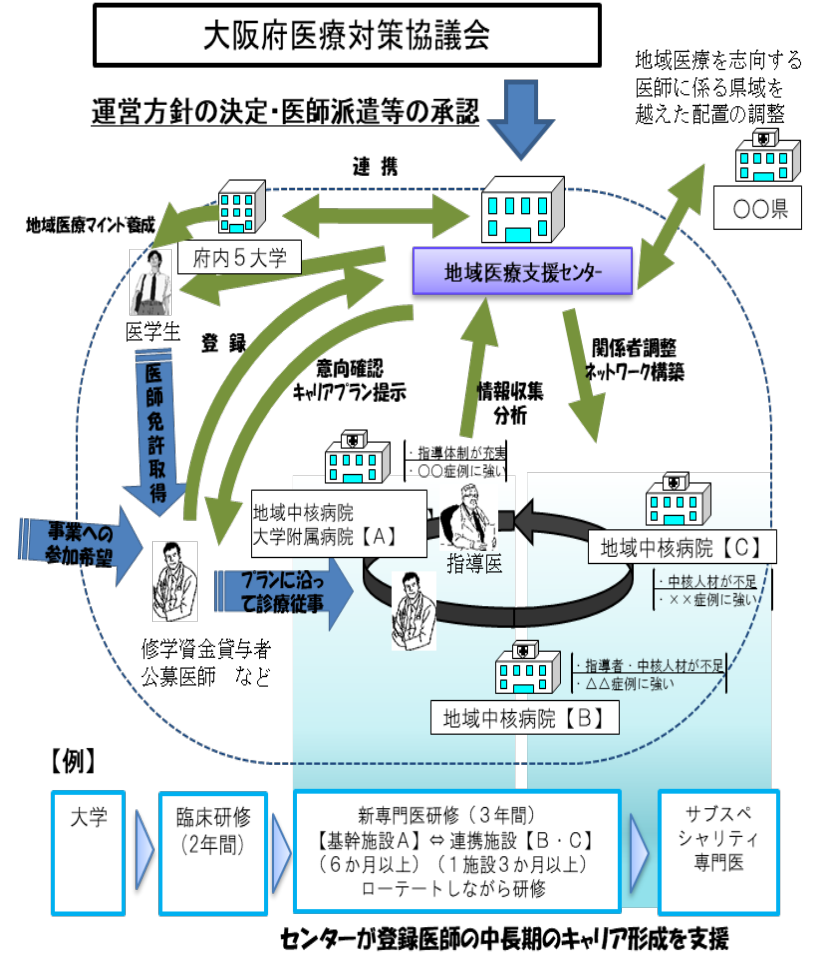 大阪府医療対策協議会
運営方針の決定・医師派遣等の承認
地域医療を志向する
医師に係る県域を
越えた配置の調整
連 携
〇〇県
地域医療マインド養成
府内５大学
地域医療支援ｾﾝﾀｰ
医学生
登 録
意向確認
ｷｬﾘｱﾌﾟﾗﾝ提示
情報収集
分析
関係者調整
ﾈｯﾄﾜｰｸ構築
医師免許取得
・指導体制が充実
・〇〇症例に強い
地域中核病院
大学附属病院【Ａ】
指導医
地域中核病院【Ｃ】
・中核人材が不足
・××症例に強い
事業への
参加希望
ﾌﾟﾗﾝに沿っ
て診療従事
修学資金貸与者
公募医師　など
・指導者・中核人材が不足
・△△症例に強い
地域中核病院【Ｂ】
【例】
大学
臨床研修
（2年間）
新専門医研修（３年間）
【基幹施設Ａ】⇔連携施設【Ｂ・Ｃ】
（６か月以上）（１施設３か月以上）
ローテートしながら研修
サブスペ
シャリティ
専門医
センターが登録医師の中長期のキャリア形成を支援